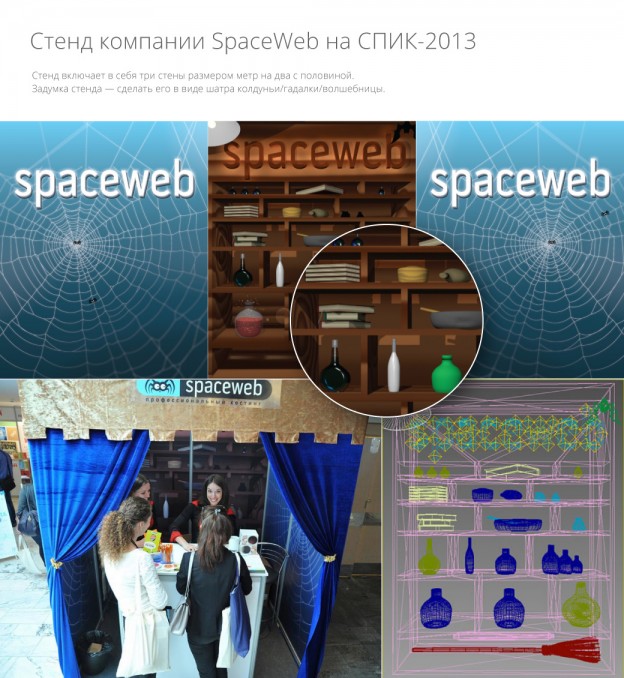 Стенд компании SpaceWeb на СПИК-2013
Стенд включает в себя три стены размером метр на два с половиной.
Задумка стенда — сделать его в виде шатра колдуньи/гадалки/волшебницы.
spaceweb
spaceweb
spaceweb
spaceweb
профессиональный хостинг